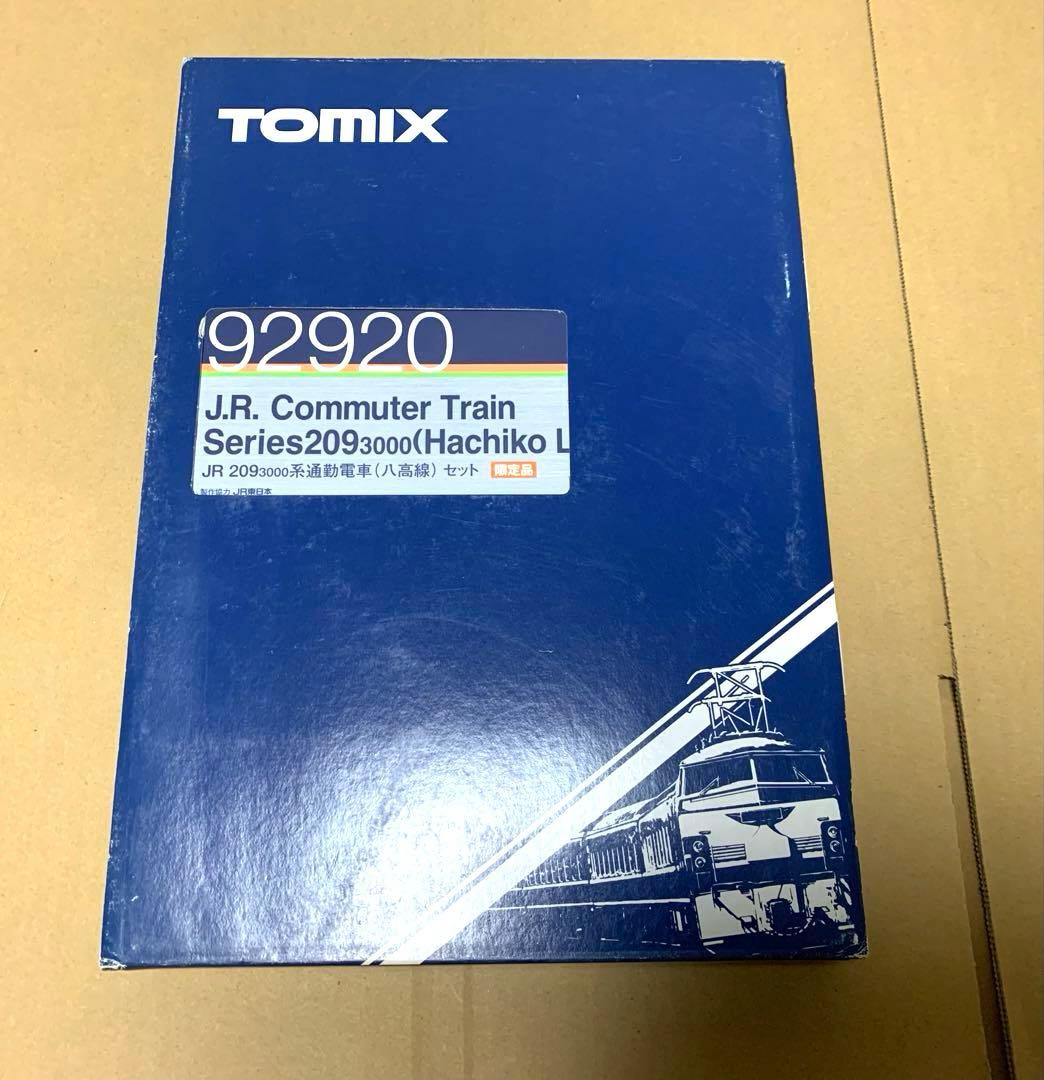 TOMIX
92920
J.R. Commuter Train
Series2093000(Hachiko L
JR 2093000系通勤電車(八高線) セット 限定品
製作協力 JR東日本